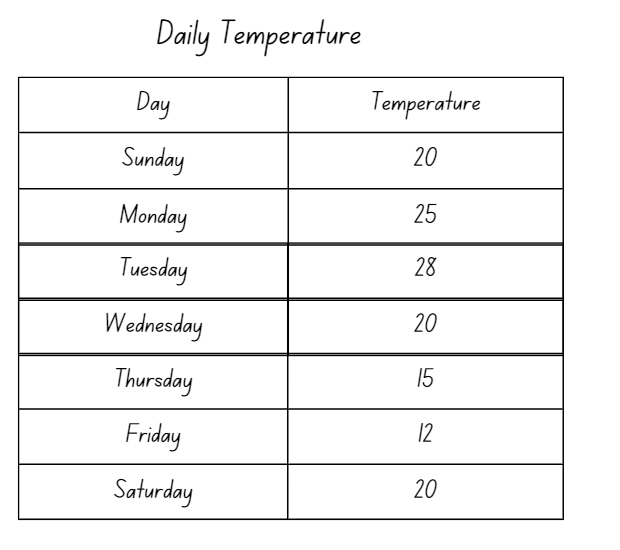 Daily Temperature
Day Temperature
Sunday 20
Monday 25
Tuesday 28
Wednesday 20
Thursday 15
Friday 12
Saturday 20